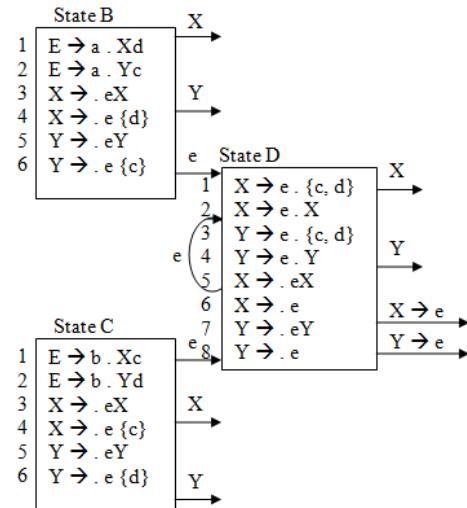 State B
X
1 E → a . Xd
2 E → a . Yc
3 X → . eX
4 X → . e {d}
Y
5 Y → . eY
6 Y → . e {c}
e
State D
1 X → e . {c, d}
X
2 X → e . X
3 Y → e . {c, d}
4 Y → e . Y
Y
e
5 X → . eX
6 X → . e
X → e
7 Y → . eY
8 Y → . e
Y → e
State C
e
1 E → b . Xc
2 E → b . Yd
3 X → . eX
X
4 X → . e {c}
5 Y → . eY
6 Y → . e {d}
Y